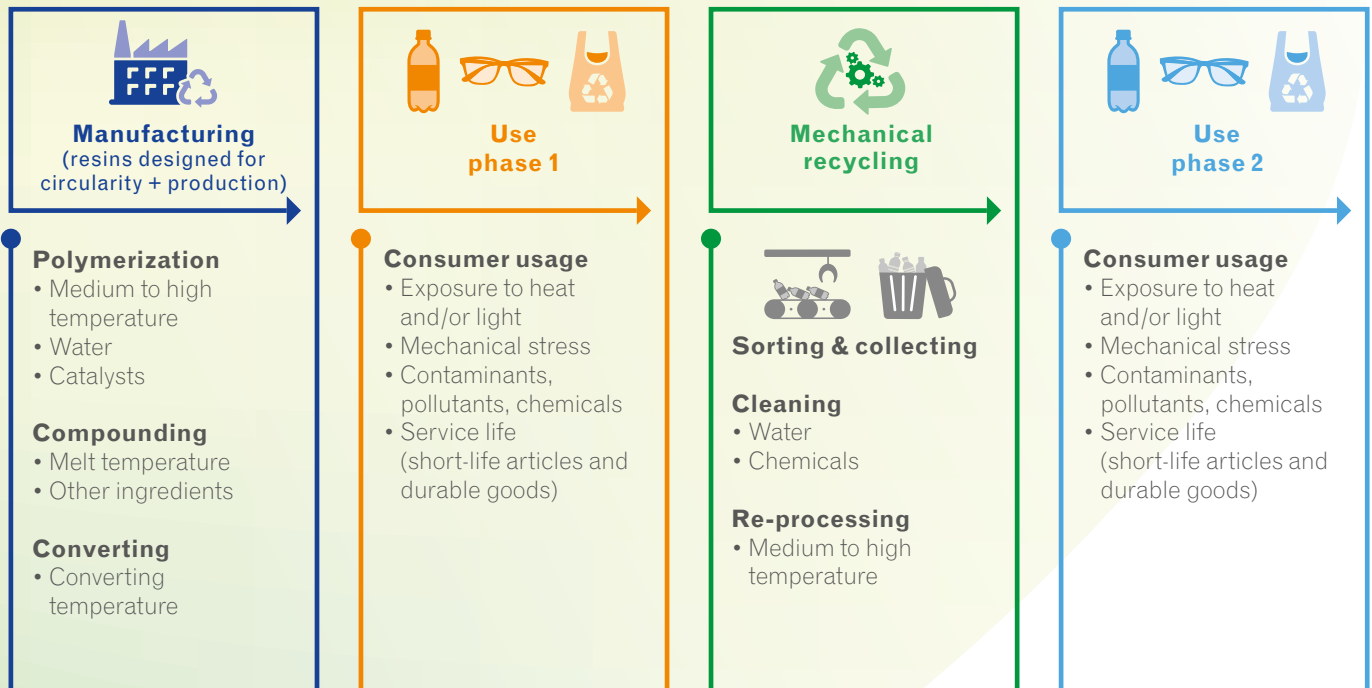 Manufacturing
(resins designed for
circularity + production)
Polymerization
• Medium to high
temperature
• Water
• Catalysts
Compounding
• Melt temperature
• Other ingredients
Converting
• Converting
temperature
Use
phase 1
Consumer usage
• Exposure to heat
and/or light
• Mechanical stress
• Contaminants,
pollutants, chemicals
• Service life
(short-life articles and
durable goods)
Mechanical
recycling
Sorting & collecting
Cleaning
• Water
• Chemicals
Re-processing
• Medium to high
temperature
Use
phase 2
Consumer usage
• Exposure to heat
and/or light
• Mechanical stress
• Contaminants,
pollutants, chemicals
• Service life
(short-life articles and
durable goods)